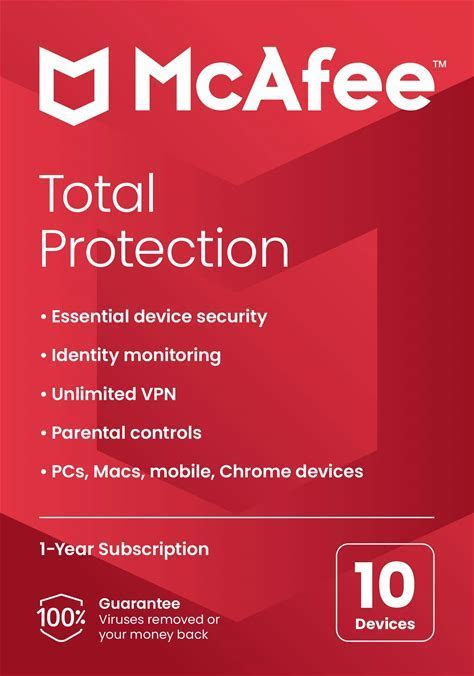 McAfee™
Total
Protection
• Essential device security
• Identity monitoring
• Unlimited VPN
• Parental controls
• PCs, Macs, mobile, Chrome devices
1-Year Subscription
100%
Guarantee
Viruses removed or
your money back
10
Devices